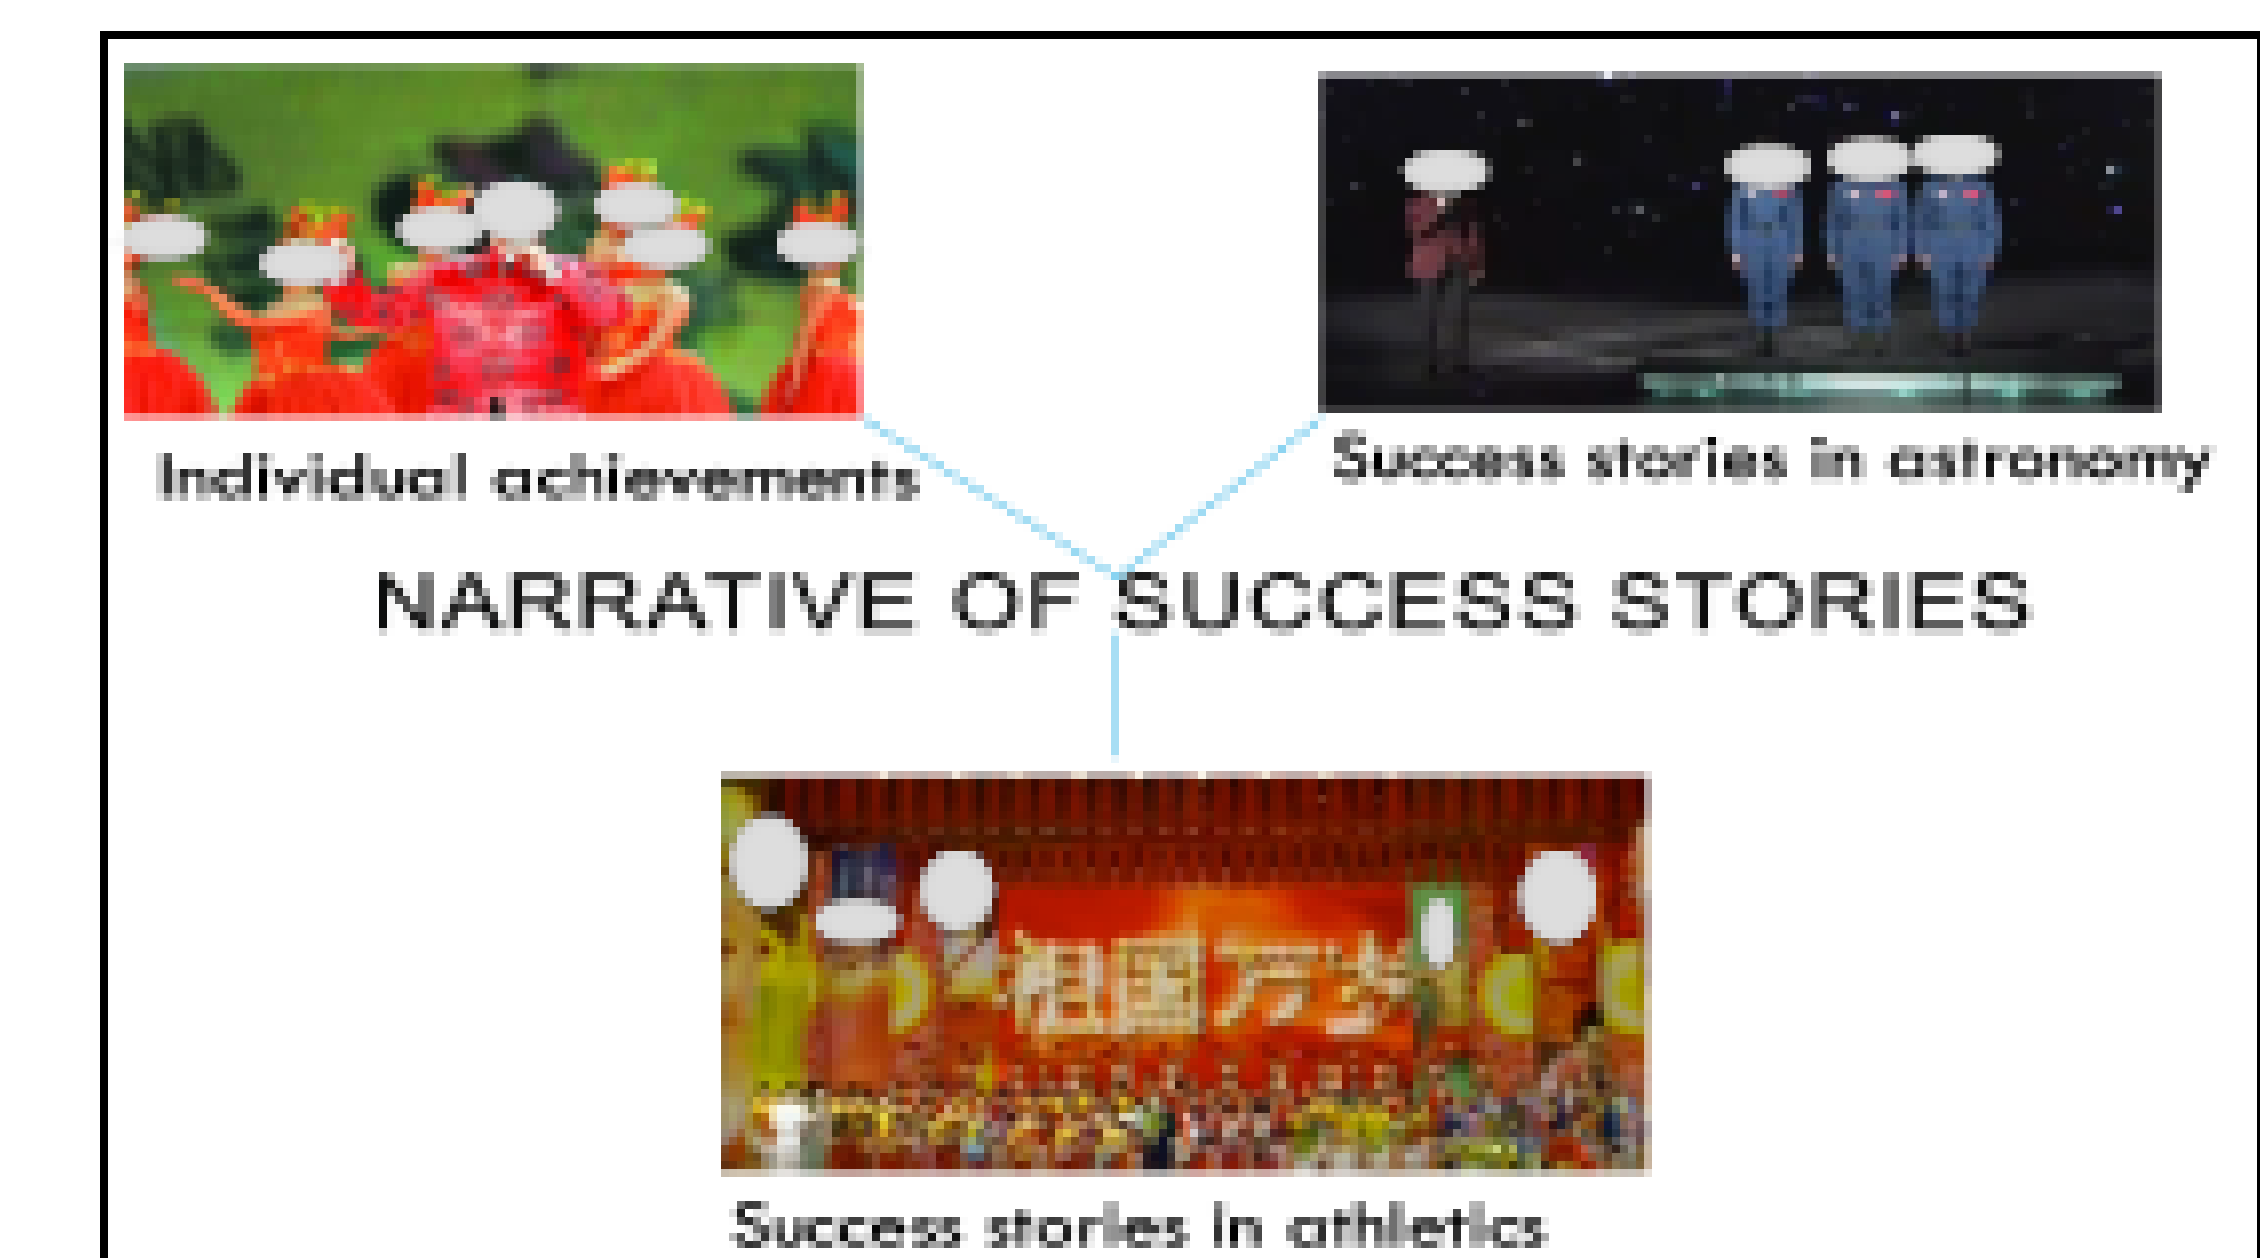 Individual achievements
Success stories in astronomy
NARRATIVE OF SUCCESS STORIES
祖国万岁
Success stories in athletics